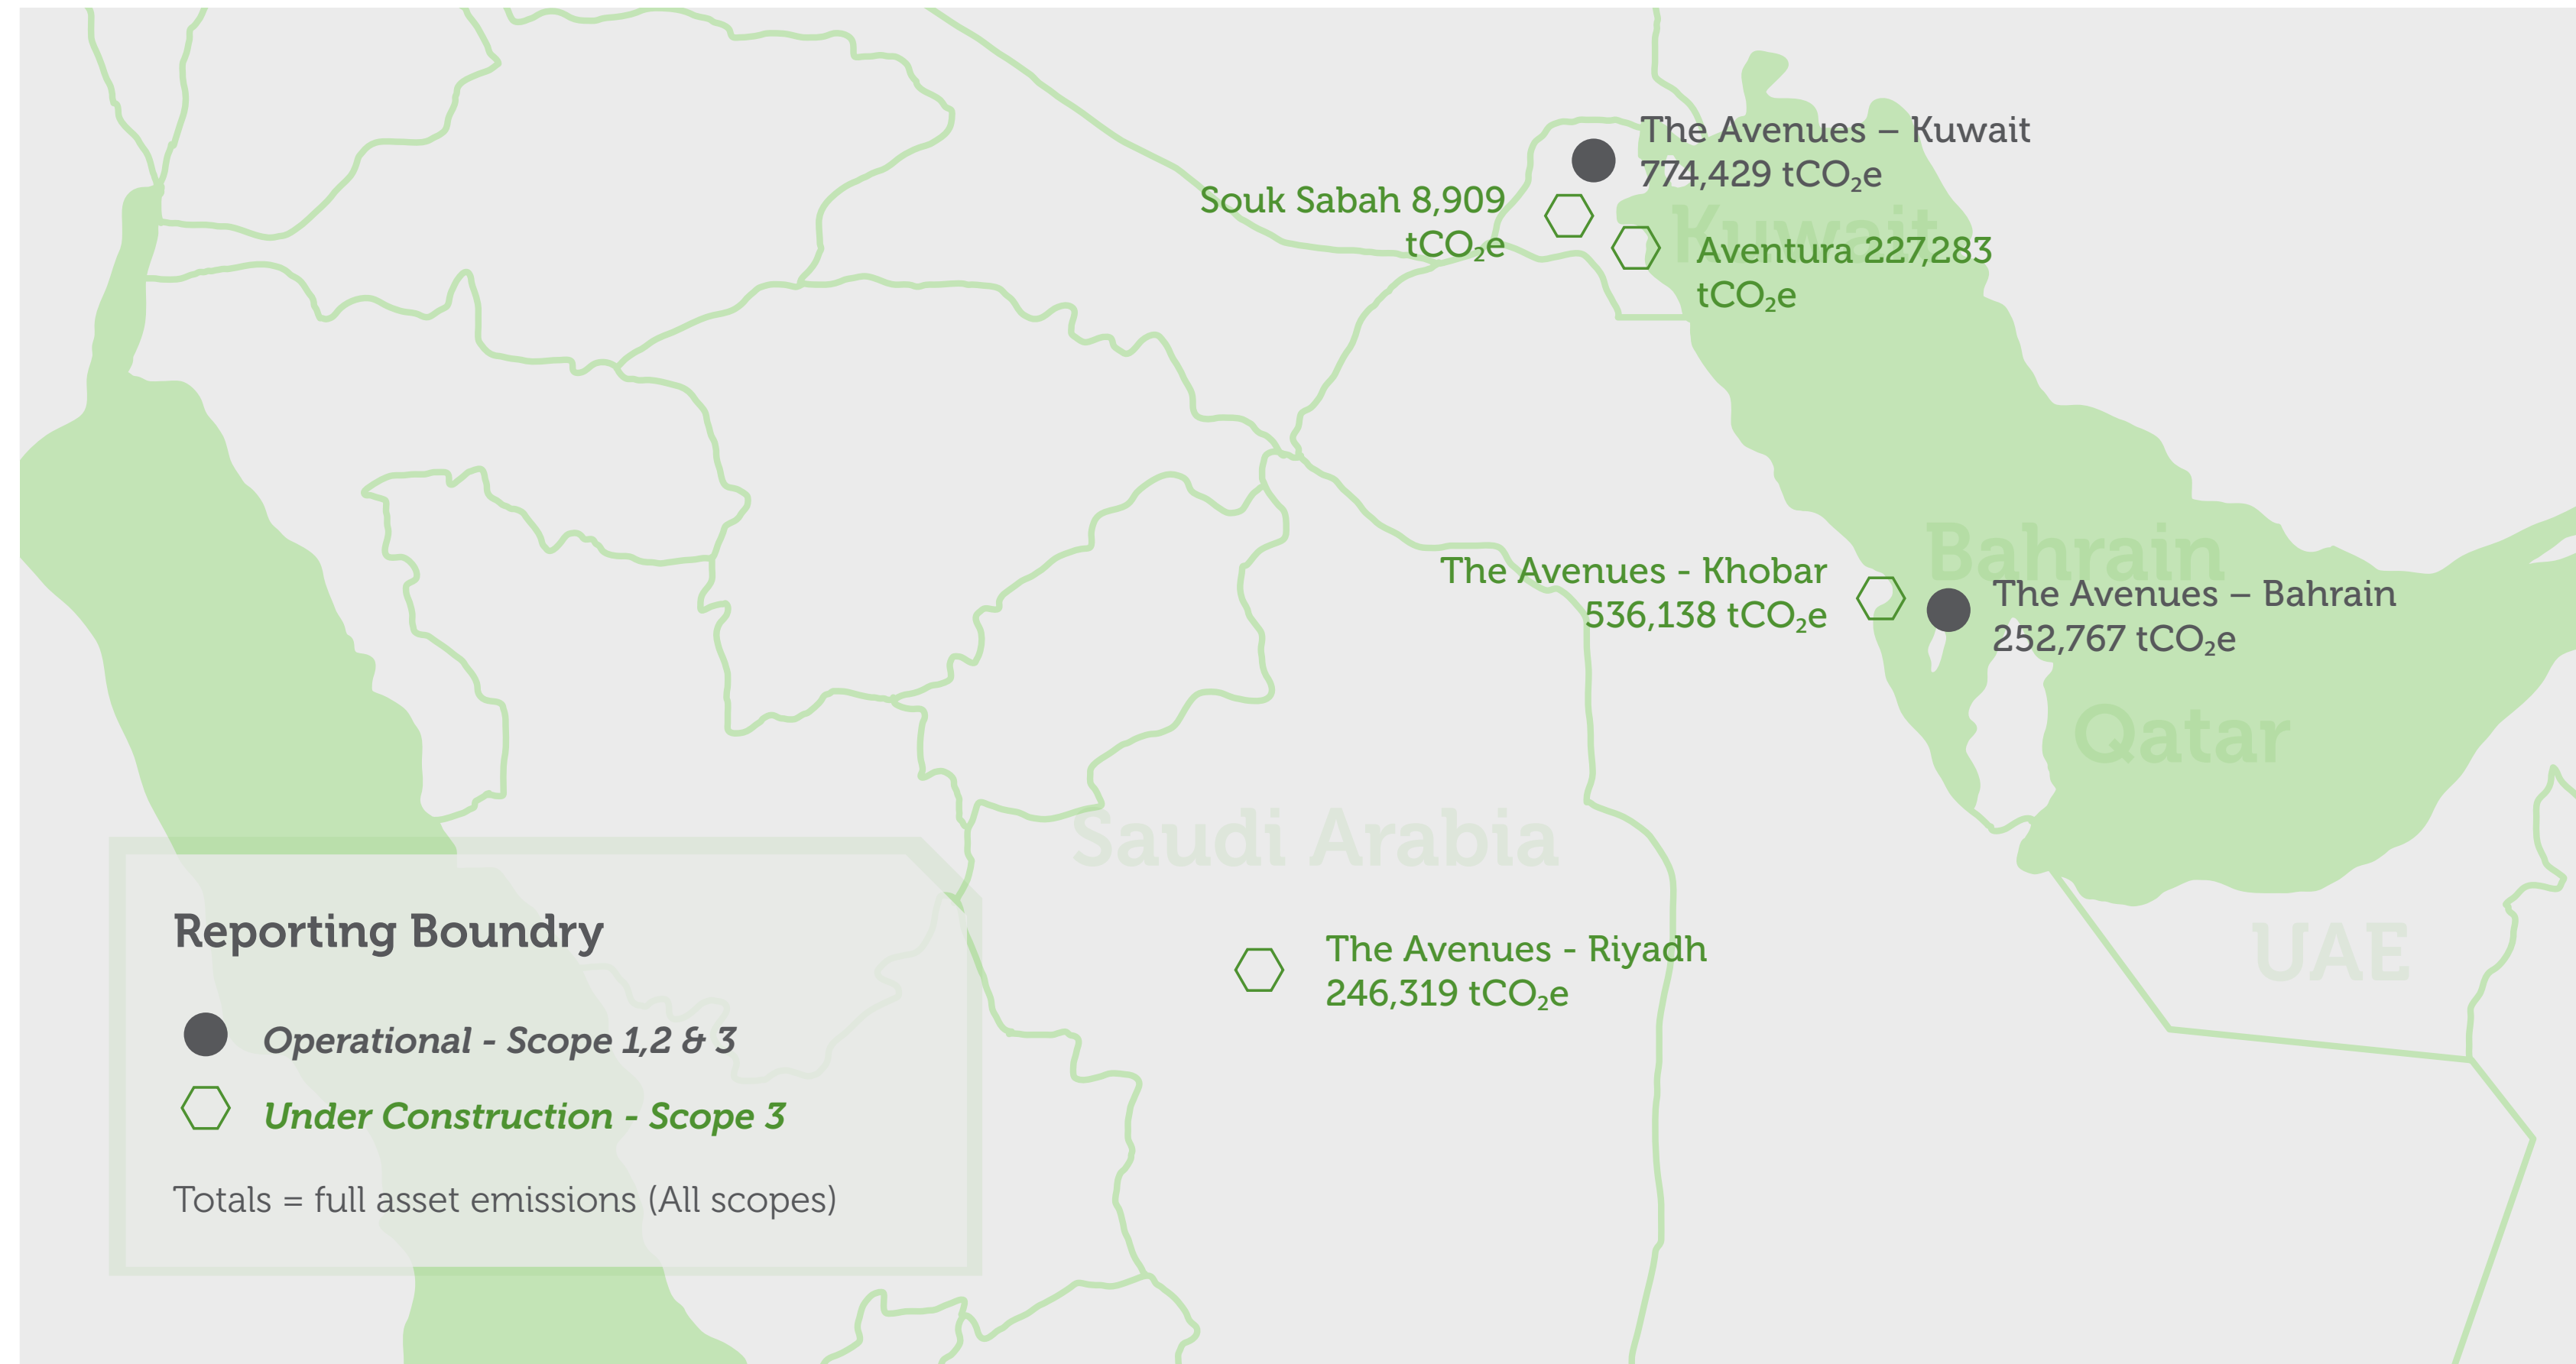 The Avenues – Kuwait
774,429 tCO₂e
Souk Sabah 8,909
tCO₂e
Kuwait
Aventura 227,283
tCO₂e
Bahrain
The Avenues - Khobar
536,138 tCO₂e
The Avenues – Bahrain
252,767 tCO₂e
Qatar
Saudi Arabia
UAE
The Avenues - Riyadh
246,319 tCO₂e
Reporting Boundry
Operational - Scope 1,2 & 3
Under Construction - Scope 3
Totals = full asset emissions (All scopes)